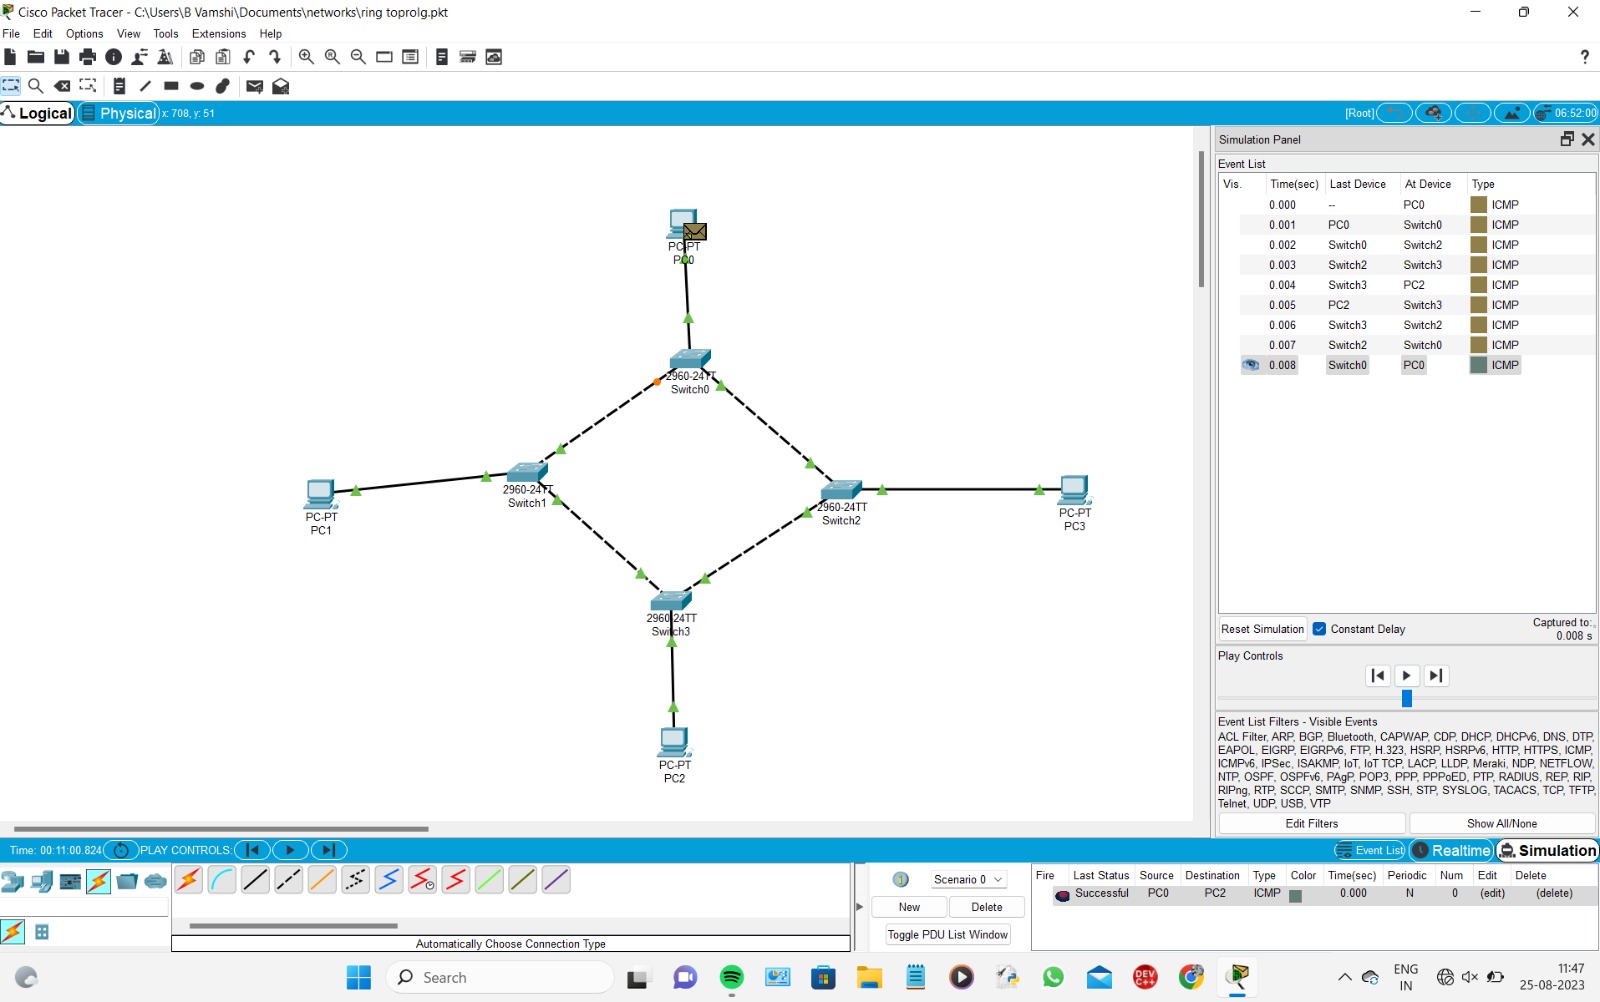 Cisco Packet Tracer - C:\Users\B Vamshi\Documents\networks\ring toprolg.pkt
File Edit Options View Tools Extensions Help
?
Logical Physical x: 708, y: 51 [Root] 06:52:00
Simulation Panel
Event List
Vis. Time(sec) Last Device At Device Type
0.000 -- PC0 ICMP
0.001 PC0 Switch0 ICMP
0.002 Switch0 Switch2 ICMP
0.003 Switch2 Switch3 ICMP
0.004 Switch3 PC2 ICMP
0.005 PC2 Switch3 ICMP
0.006 Switch3 Switch2 ICMP
0.007 Switch2 Switch0 ICMP
0.008 Switch0 PC0 ICMP
PC-PT
PC0
2960-24TT
Switch0
2960-24TT
Switch1
PC-PT
PC1
2960-24TT
Switch2
PC-PT
PC3
2960-24TT
Switch3
PC-PT
PC2
Reset Simulation Constant Delay Captured to:
0.008 s
Play Controls
Event List Filters - Visible Events
ACL Filter, ARP, BGP, Bluetooth, CAPWAP, CDP, DHCP, DHCPv6, DNS, DTP,
EAPOL, EIGRP, EIGRPv6, FTP, H.323, HSRP, HSRPv6, HTTP, HTTPS, ICMP,
ICMPv6, IPSec, ISAKMP, IoT, IoT TCP, LACP, LLDP, Meraki, NDP, NETFLOW,
NTP, OSPF, OSPFv6, PAgP, POP3, PPP, PPPoED, PTP, RADIUS, REP, RIP,
RIPng, RTP, SCCP, SMTP, SNMP, SSH, STP, SYSLOG, TACACS, TCP, TFTP,
Telnet, UDP, USB, VTP
Edit Filters Show All/None
Time: 00:11:00.824 PLAY CONTROLS: Event List Realtime Simulation
Scenario 0
New Delete
Toggle PDU List Window
Fire Last Status Source Destination Type Color Time(sec) Periodic Num Edit Delete
Successful PC0 PC2 ICMP 0.000 N 0 (edit) (delete)
Automatically Choose Connection Type
Search
DEV C++
ENG
IN
11:47
25-08-2023